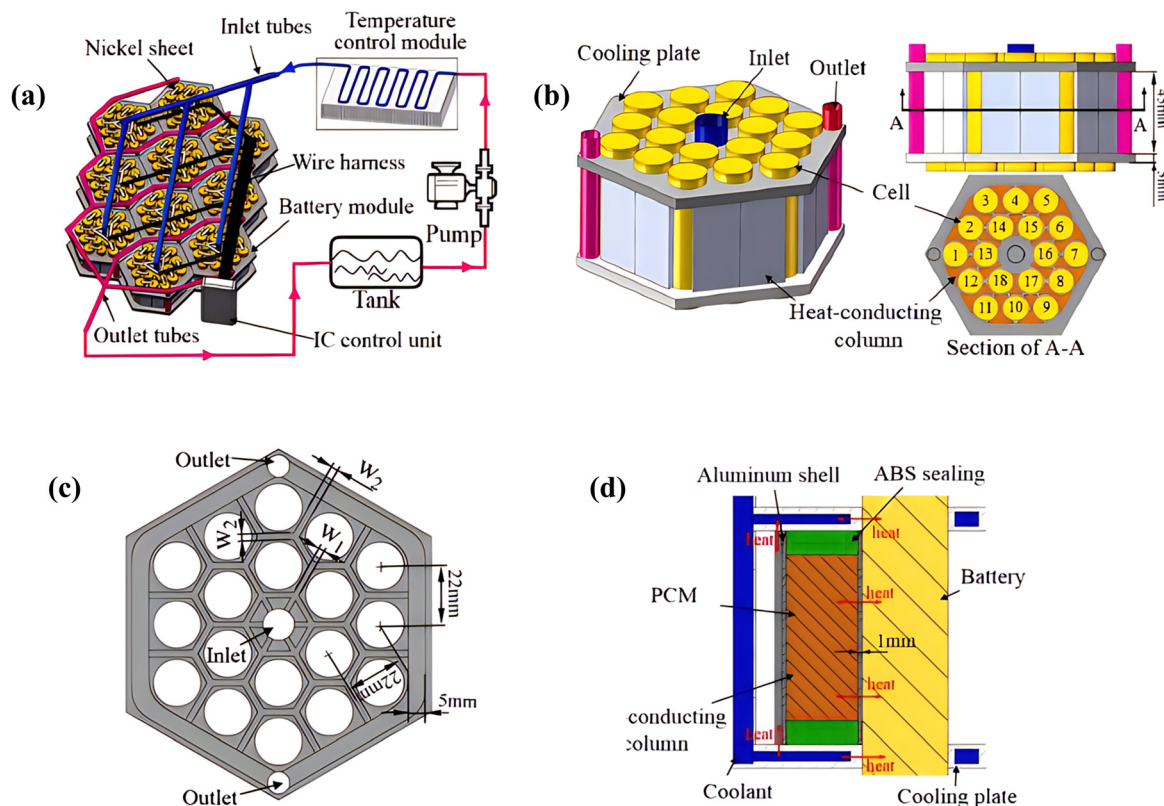 (a)
Nickel sheet
Inlet tubes
Temperature
control module
Wire harness
Battery module
Pump
Tank
Outlet tubes
IC control unit
(b)
Cooling plate
Inlet
Outlet
Cell
Heat-conducting
column
A
A
3 4 5
2 14 15 6
1 13 16 7
12 18 17 8
11 10 9
Section of A-A
(c)
Outlet
W2
W2
W1
22mm
Inlet
22mm
5mm
Outlet
(d)
Aluminum shell
ABS sealing
heat
heat
PCM
Battery
heat
1mm
heat
-conducting
column
heat
heat
Coolant
Cooling plate